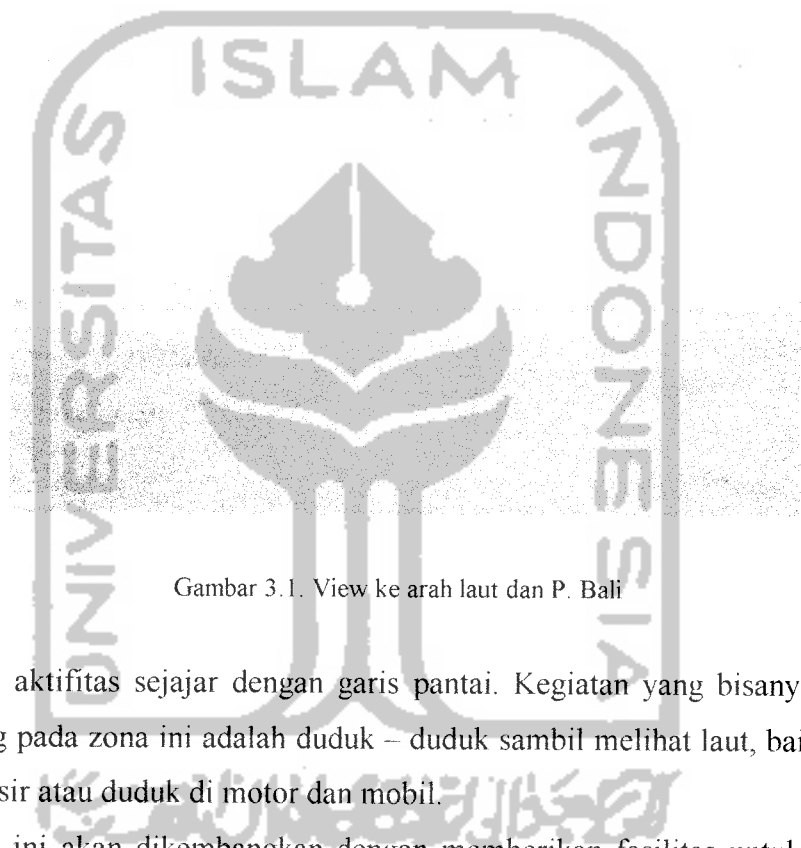 ISLAM
UNIVERSITAS
INDONESIA
Gambar 3.1. View ke arah laut dan P. Bali
aktifitas sejajar dengan garis pantai. Kegiatan yang bisany
pada zona ini adalah duduk – duduk sambil melihat laut, bai
sir atau duduk di motor dan mobil.
ini akan dikembangkan dengan memberikan fasilitas untuk